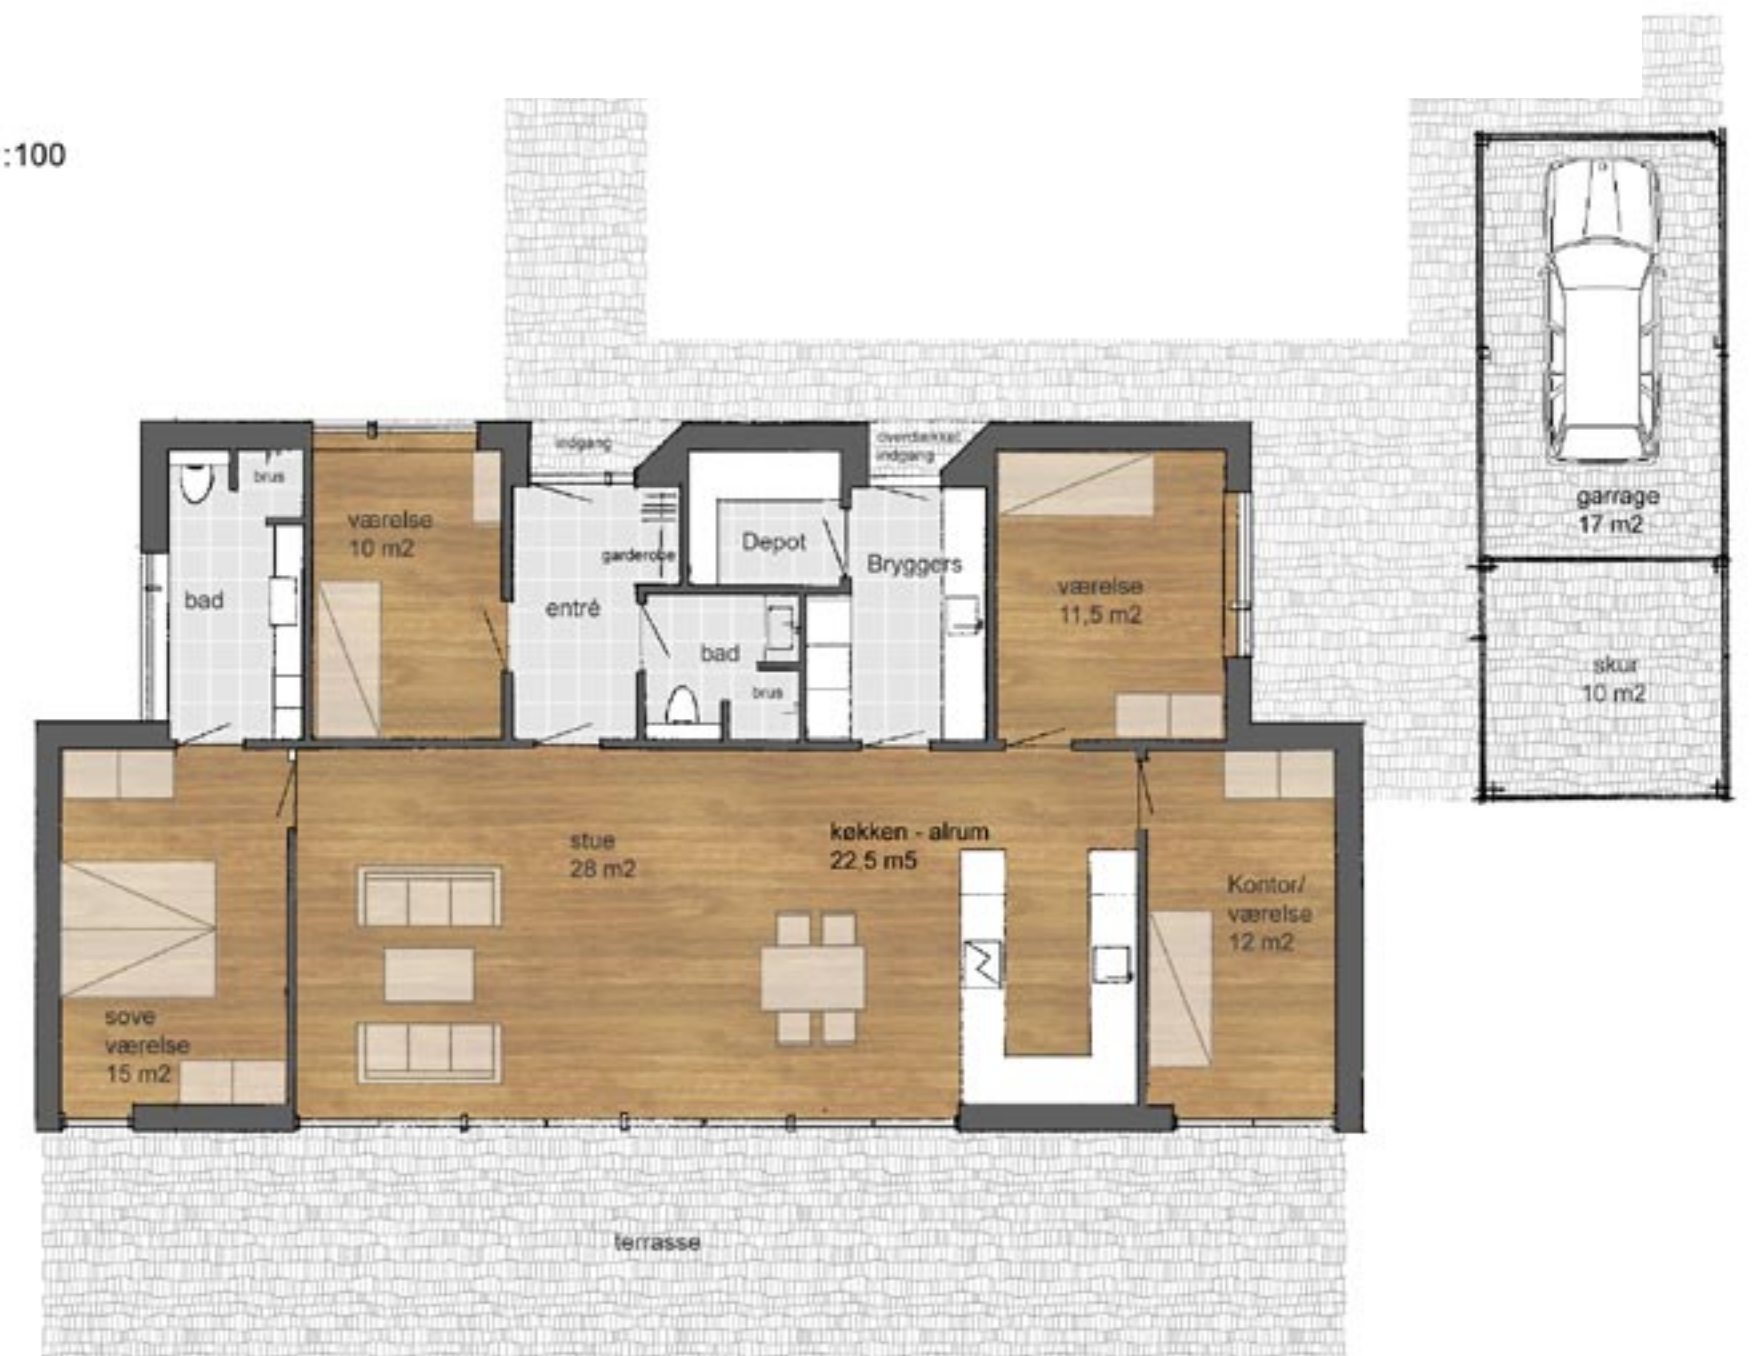 :100
indgang
overdækket
indgang
brus
værelse
10 m2
garderobe
Depot
Bryggers
garrage
17 m2
bad
entré
værelse
11,5 m2
bad
brus
skur
10 m2
stue
28 m2
køkken - alrum
22,5 m5
Kontor/
værelse
12 m2
sove
værelse
15 m2
terrasse